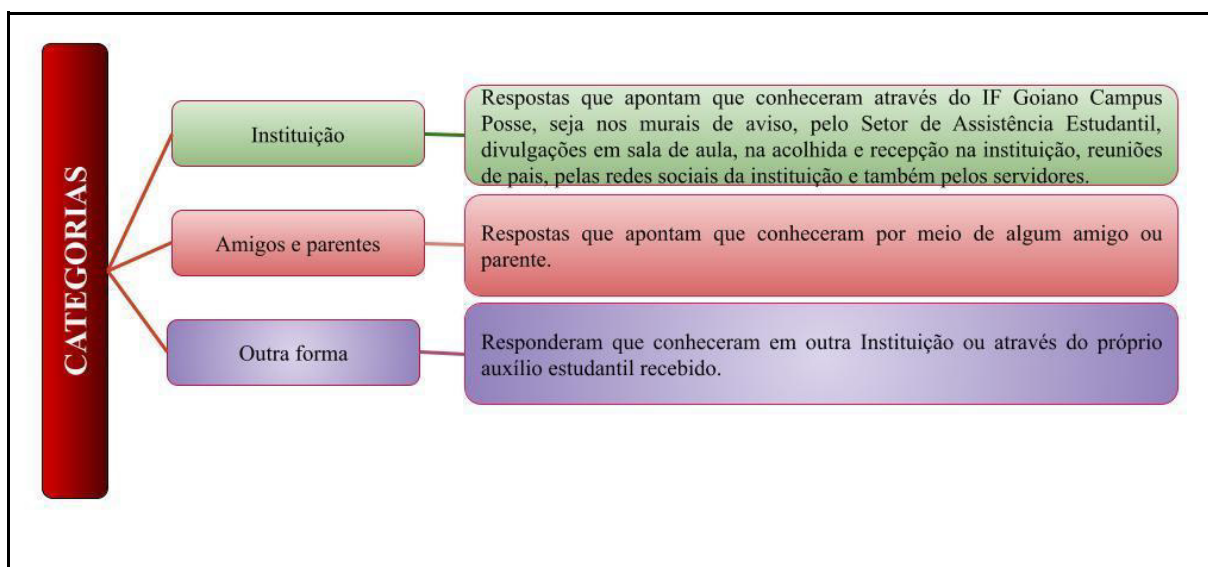 CATEGORIAS
Instituição
Respostas que apontam que conheceram através do IF Goiano Campus
Posse, seja nos murais de aviso, pelo Setor de Assistência Estudantil,
divulgações em sala de aula, na acolhida e recepção na instituição, reuniões
de pais, pelas redes sociais da instituição e também pelos servidores.
Amigos e parentes
Respostas que apontam que conheceram por meio de algum amigo ou
parente.
Outra forma
Responderam que conheceram em outra Instituição ou através do próprio
auxílio estudantil recebido.